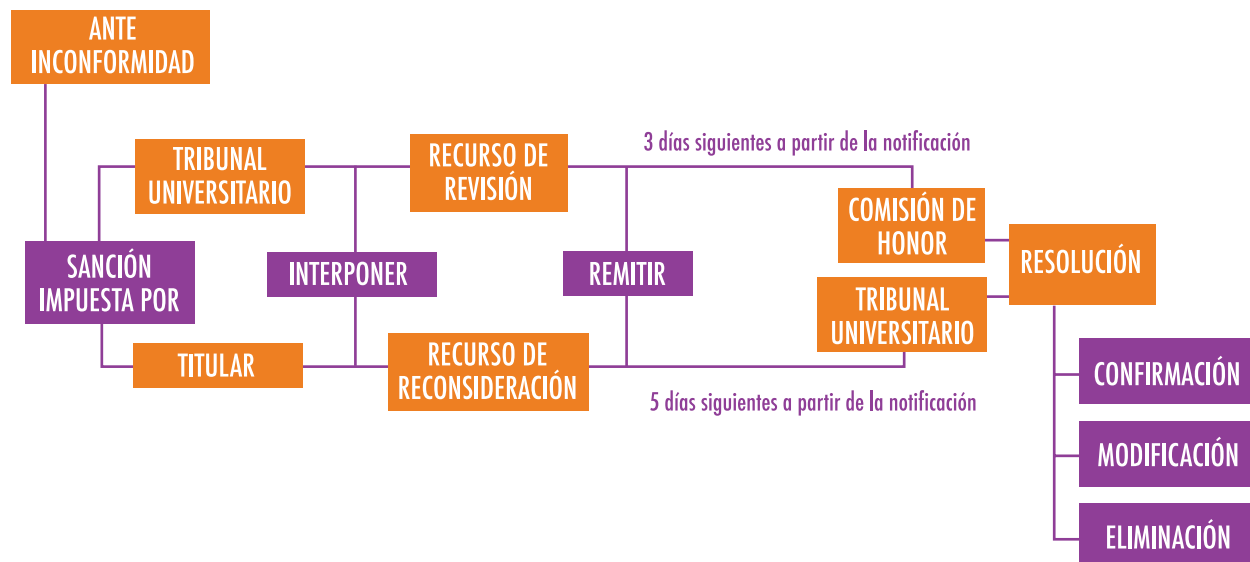 ANTE
INCONFORMIDAD
TRIBUNAL
UNIVERSITARIO
RECURSO DE
REVISIÓN
3 días siguientes a partir de la notificación
COMISIÓN DE
HONOR
SANCIÓN
IMPUESTA POR
INTERPONER
REMITIR
RESOLUCIÓN
TRIBUNAL
UNIVERSITARIO
TITULAR
RECURSO DE
RECONSIDERACIÓN
5 días siguientes a partir de la notificación
CONFIRMACIÓN
MODIFICACIÓN
ELIMINACIÓN